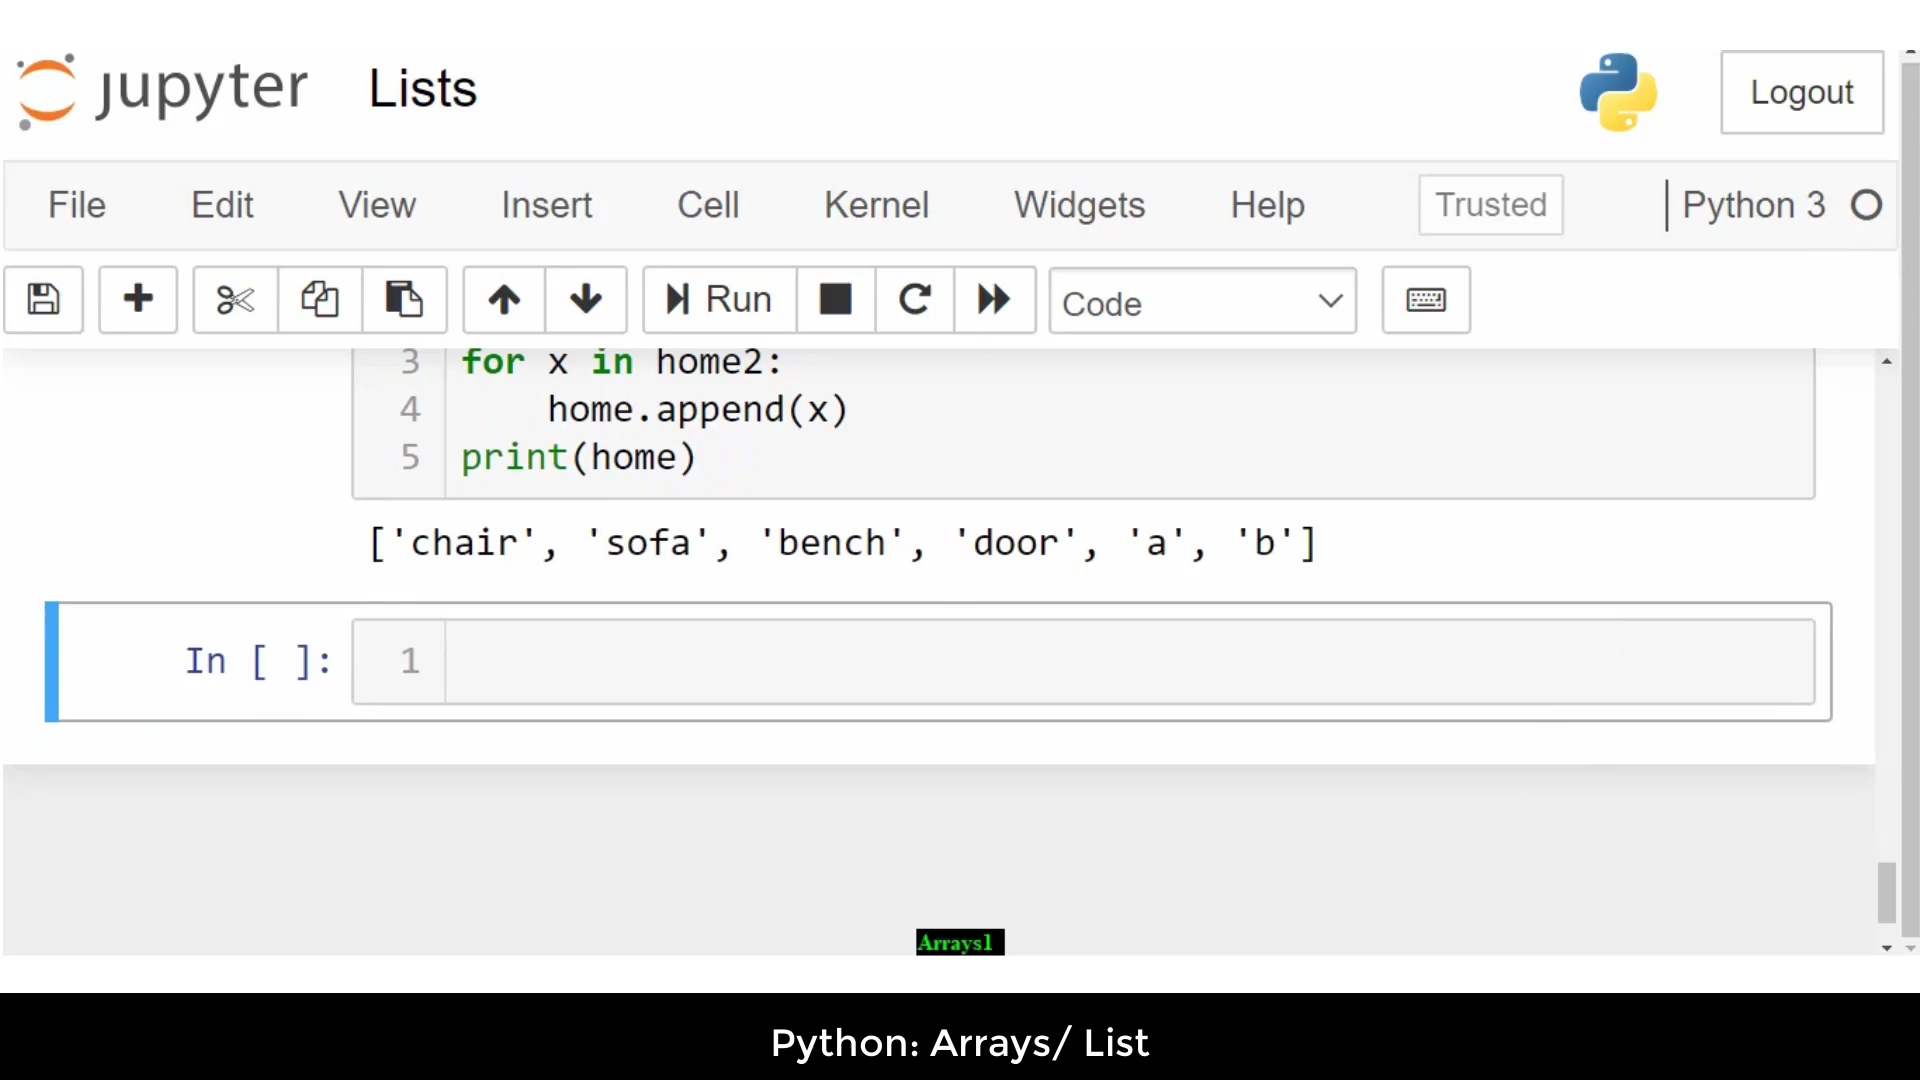 jupyter Lists Logout
File Edit View Insert Cell Kernel Widgets Help Trusted Python 3
Run Code
3 for x in home2:
4     home.append(x)
5 print(home)
['chair', 'sofa', 'bench', 'door', 'a', 'b']
In [ ]: 1
Arrays1
Python: Arrays/ List